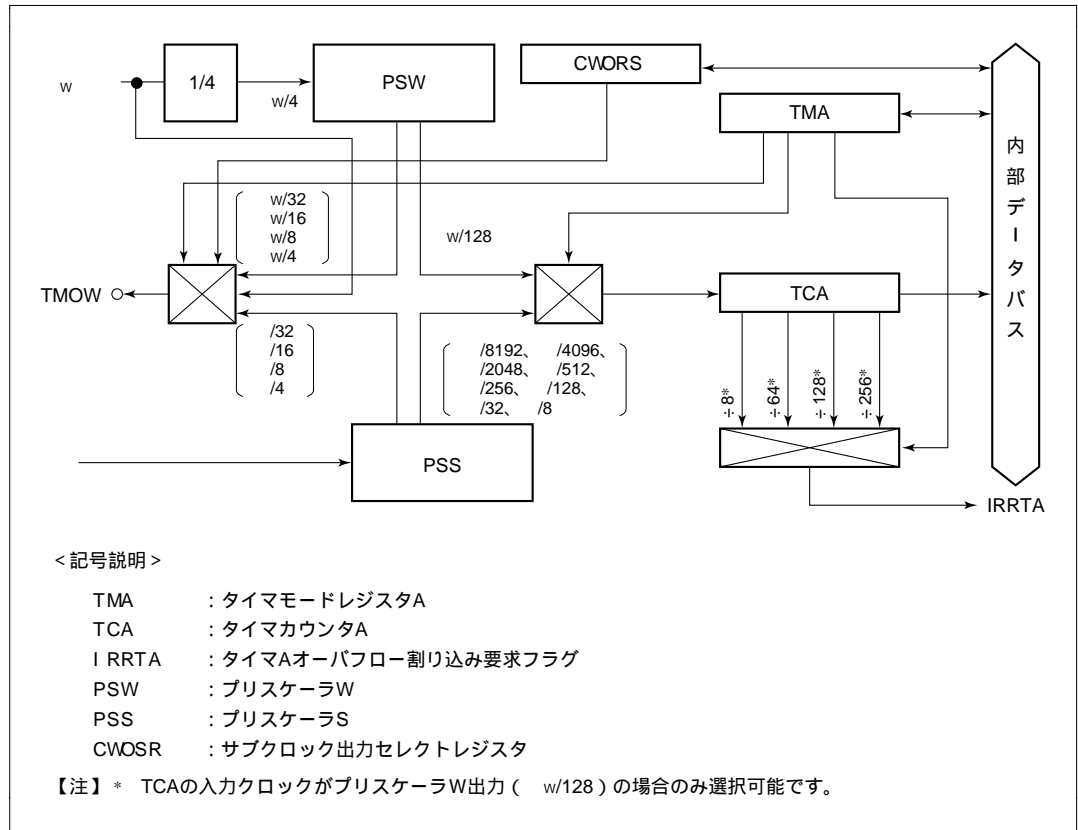 w
1/4
w/4
PSW
CWORS
TMA
内部データバス
w/32
w/16
w/8
w/4
w/128
TMOW
TCA
/32
/16
/8
/4
/8192、 /4096、
/2048、 /512、
/256、 /128、
/32、 /8
÷8*
÷64*
÷128*
÷256*
PSS
IRRTA
<記号説明>
TMA :タイマモードレジスタA
TCA :タイマカウンタA
IRRTA :タイマAオーバフロー割り込み要求フラグ
PSW :プリスケーラW
PSS :プリスケーラS
CWOSR :サブクロック出力セレクトレジスタ
【注】* TCAの入力クロックがプリスケーラW出力( w/128)の場合のみ選択可能です。